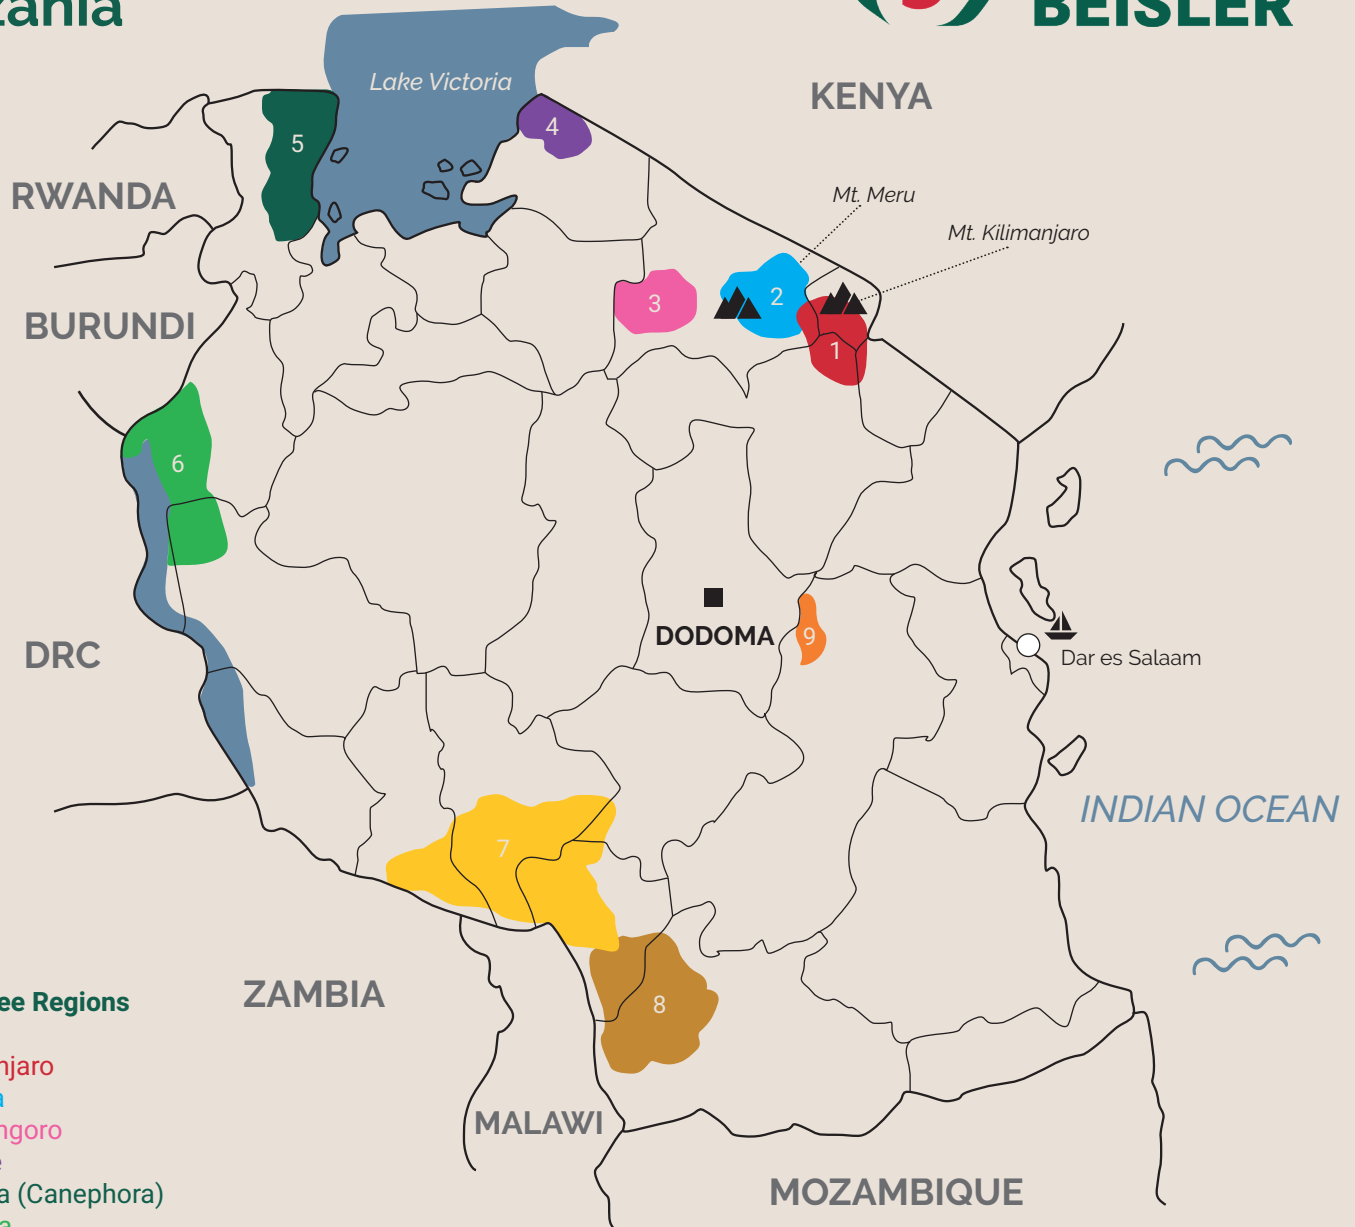 zania
BEISLER
Lake Victoria
KENYA
4
5
RWANDA
Mt. Meru
Mt. Kilimanjaro
2
3
BURUNDI
1
6
DODOMA
9
DRC
Dar es Salaam
INDIAN OCEAN
7
ZAMBIA
ee Regions
8
njaro
a
ngoro
MALAWI
e
a (Canephora)
MOZAMBIQUE
a